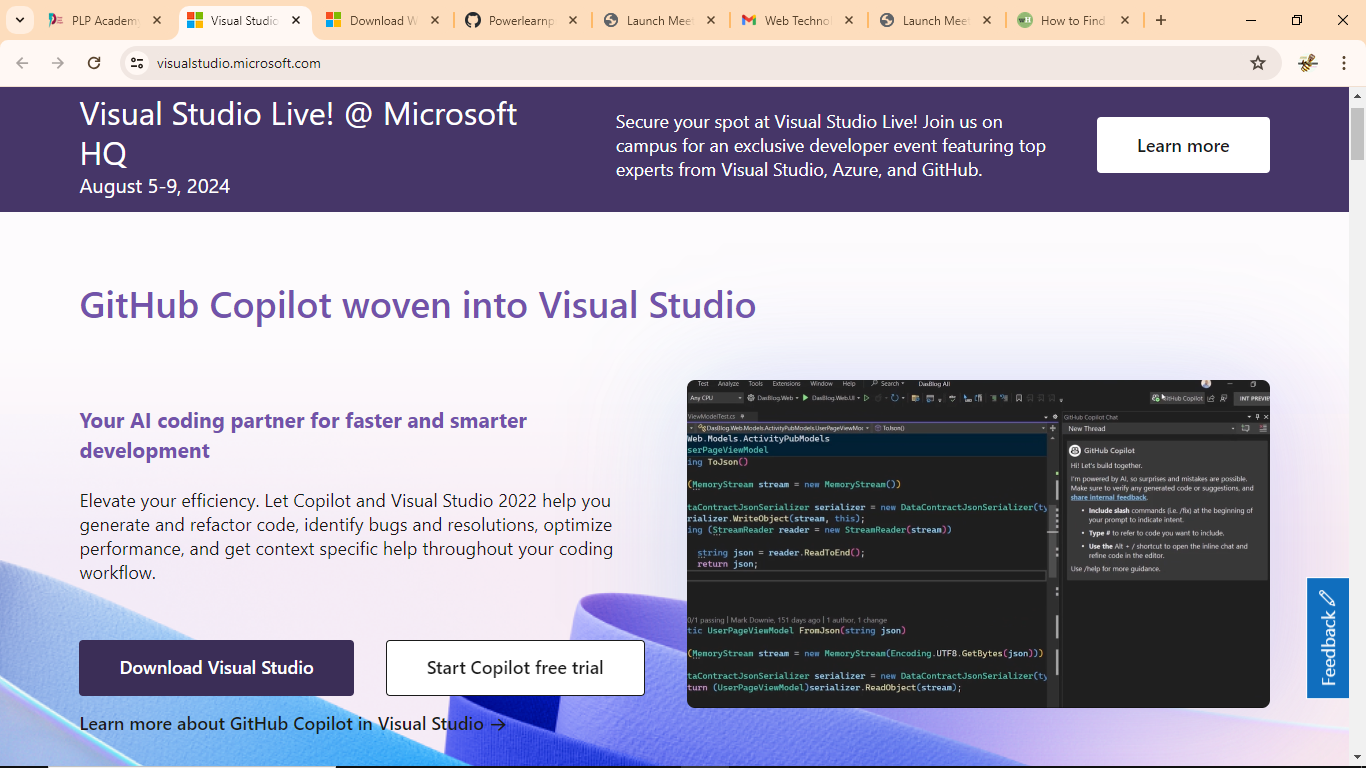 PLP Academy
Visual Studio
Download W
Powerlearnp
Launch Meet
Web Technol
Launch Meet
How to Find
visualstudio.microsoft.com
Visual Studio Live! @ Microsoft
HQ
August 5-9, 2024
Secure your spot at Visual Studio Live! Join us on
campus for an exclusive developer event featuring top
experts from Visual Studio, Azure, and GitHub.
Learn more
GitHub Copilot woven into Visual Studio
Your AI coding partner for faster and smarter
development
Elevate your efficiency. Let Copilot and Visual Studio 2022 help you
generate and refactor code, identify bugs and resolutions, optimize
performance, and get context specific help throughout your coding
workflow.
Download Visual Studio
Start Copilot free trial
Learn more about GitHub Copilot in Visual Studio →
Test Analyze Tools Extensions Window Help Search DasBlog All
Any CPU DasBlog.Web DasBlog.Web.UI GitHub Copilot INT PREVIEW
ViewModelTest.cs
DasBlog.Web.Models.ActivityPubModels.UserPageViewMod ToJson()
Web.Models.ActivityPubModels
serPageViewModel
ing ToJson()
(MemoryStream stream = new MemoryStream())
taContractJsonSerializer serializer = new DataContractJsonSerializer(ty
rializer.WriteObject(stream, this);
ing (StreamReader reader = new StreamReader(stream))
string json = reader.ReadToEnd();
return json;
0/1 passing | Mark Downie, 151 days ago | 1 author, 1 change
tic UserPageViewModel FromJson(string json)
(MemoryStream stream = new MemoryStream(Encoding.UTF8.GetBytes(json)))
taContractJsonSerializer serializer = new DataContractJsonSerializer(ty
turn (UserPageViewModel)serializer.ReadObject(stream);
GitHub Copilot Chat
New Thread
GitHub Copilot
Hi! Let's build together.
I'm powered by AI, so surprises and mistakes are possible.
Make sure to verify any generated code or suggestions, and
share internal feedback.
• Include slash commands (i.e. /fix) at the beginning of
your prompt to indicate intent.
• Type # to refer to code you want to include.
• Use the Alt + / shortcut to open the inline chat and
refine code in the editor.
Use /help for more guidance.
Feedback